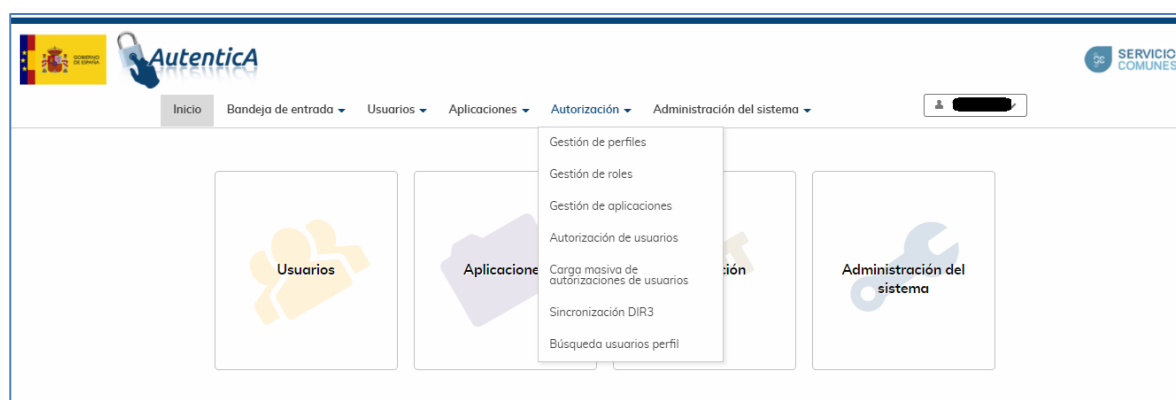 GOBIERNO
DE ESPAÑA
AutenticA
SERVICIO
COMUNES
Inicio
Bandeja de entrada
Usuarios
Aplicaciones
Autorización
Administración del sistema
Gestión de perfiles
Gestión de roles
Gestión de aplicaciones
Autorización de usuarios
Carga masiva de
autorizaciones de usuarios
Sincronización DIR3
Búsqueda usuarios perfil
Usuarios
Aplicacione
ción
Administración del
sistema